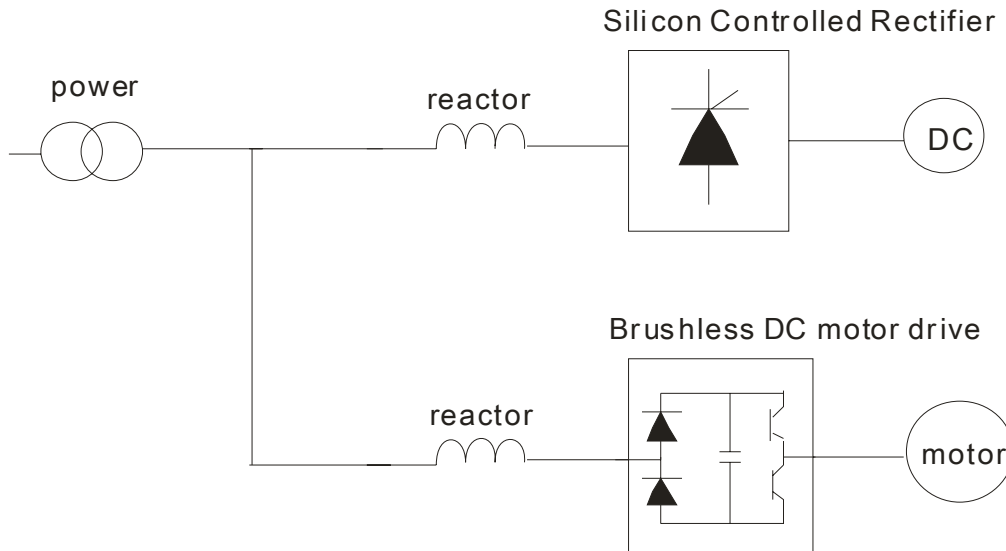 Silicon Controlled Rectifier
power
reactor
DC
Brushless DC motor drive
reactor
motor